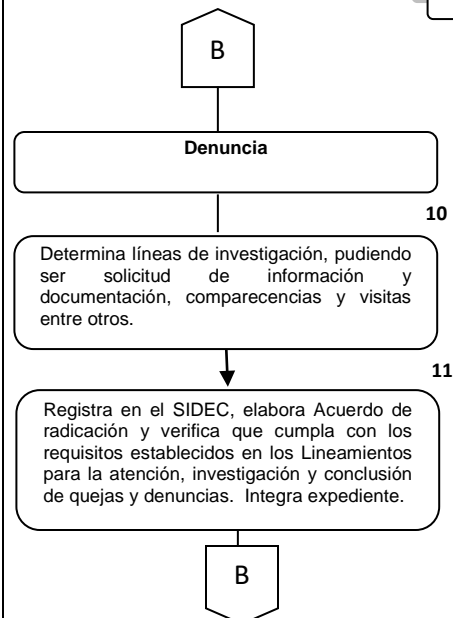 B
Denuncia
10
Determina líneas de investigación, pudiendo
ser solicitud de información y
documentación, comparecencias y visitas
entre otros.
11
Registra en el SIDEC, elabora Acuerdo de
radicación y verifica que cumpla con los
requisitos establecidos en los Lineamientos
para la atención, investigación y conclusión
de quejas y denuncias. Integra expediente.
B